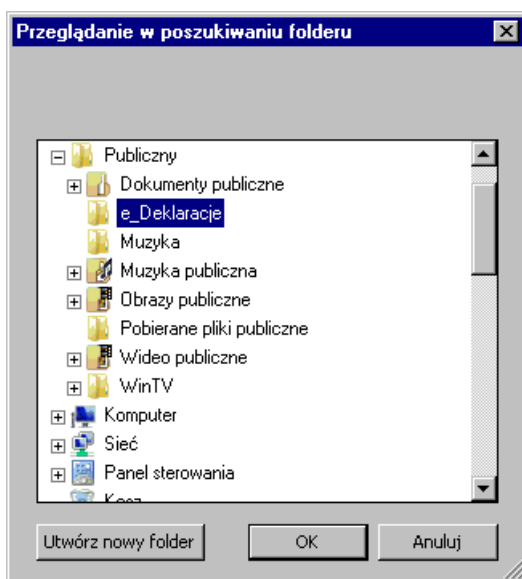 Przeglądanie w poszukiwaniu folderu
Publiczny
Dokumenty publiczne
e_Deklaracje
Muzyka
Muzyka publiczna
Obrazy publiczne
Pobierane pliki publiczne
Wideo publiczne
WinTV
Komputer
Sieć
Panel sterowania
Kosz
Utwórz nowy folder OK Anuluj